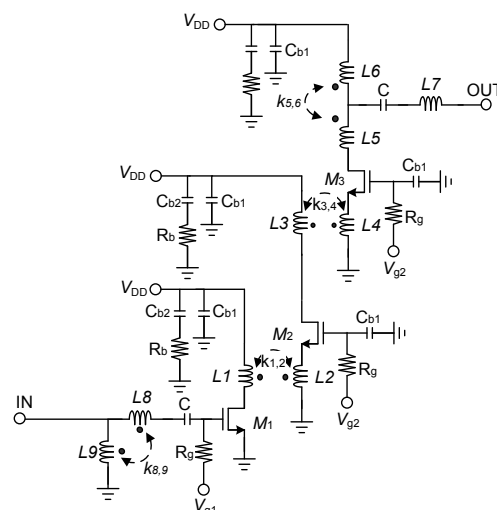 VDD
Cb1
L6
k5,6
C
L7
OUT
L5
M3
Cb1
VDD
Cb2
Cb1
L3
k3,4
L4
Rg
Rb
Vg2
VDD
Cb2
Cb1
M2
Cb1
Rb
L1
k1,2
L2
Rg
IN
L8
C
M1
Vg2
L9
k8,9
Rg
Vg1